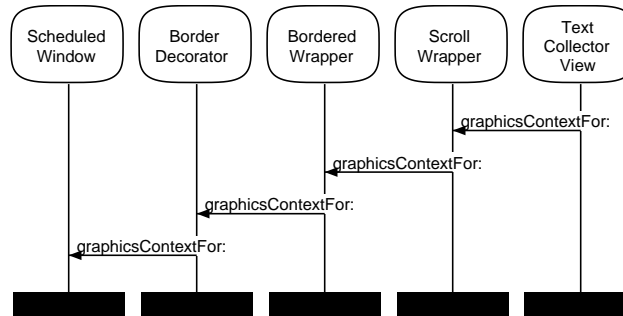 Scheduled
Window
Border
Decorator
Bordered
Wrapper
Scroll
Wrapper
Text
Collector
View
graphicsContextFor:
graphicsContextFor:
graphicsContextFor:
graphicsContextFor: